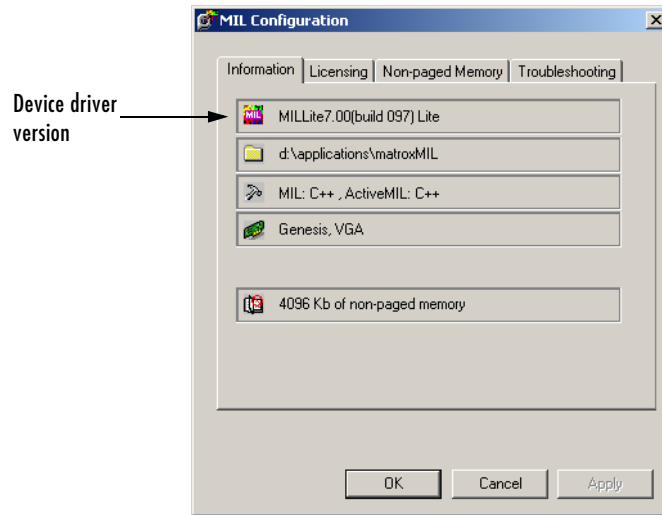 MIL Configuration
Information Licensing Non-paged Memory Troubleshooting
Device driver
version
MIL
MILLite7.00(build 097) Lite
d:\applications\matroxMIL
MIL: C++ , ActiveMIL: C++
Genesis, VGA
4096 Kb of non-paged memory
OK Cancel Apply